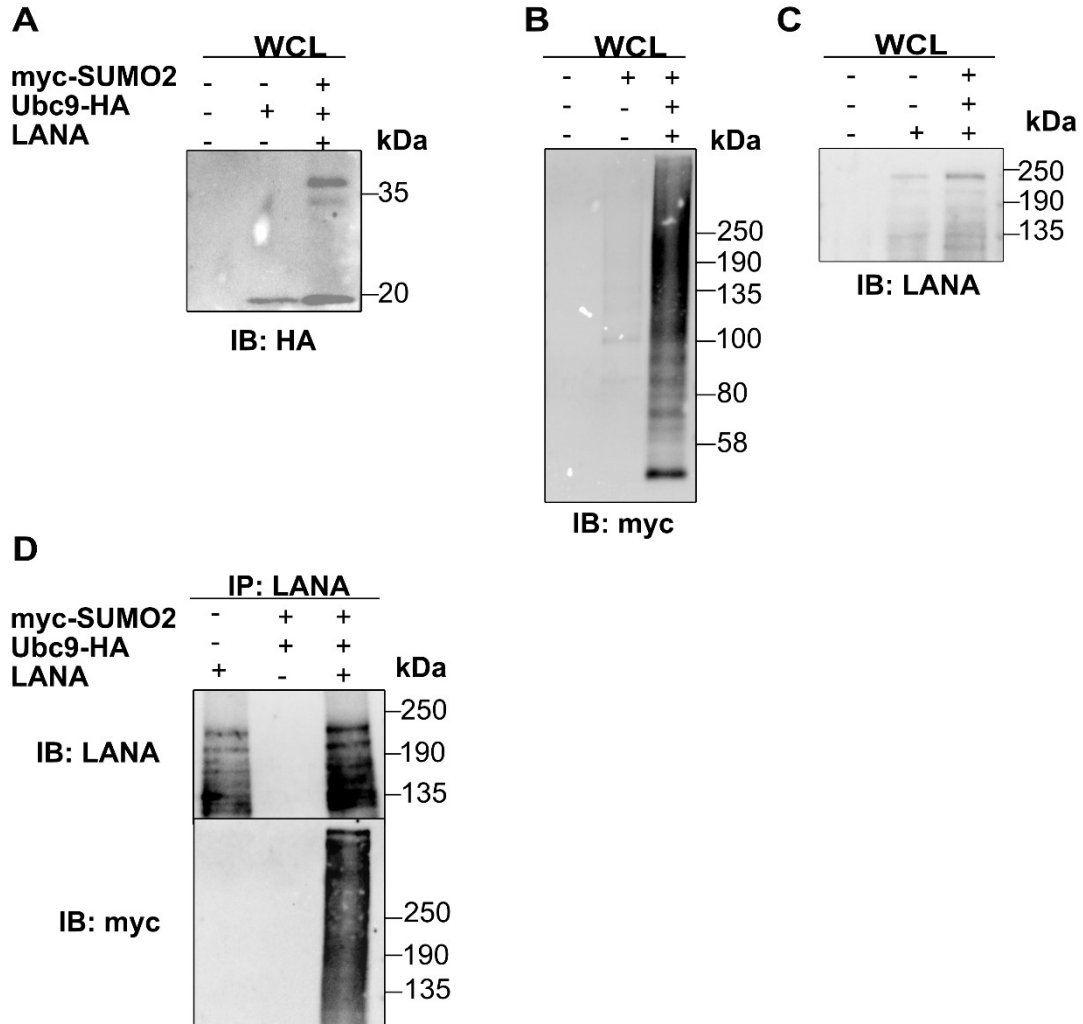 A
WCL
myc-SUMO2 - - +
Ubc9-HA - + +
LANA - - +
kDa
35
20
IB: HA
B
WCL
- + +
- - +
- - +
kDa
250
190
135
100
80
58
IB: myc
C
WCL
- - +
- - +
- + +
kDa
250
190
135
IB: LANA
D
IP: LANA
myc-SUMO2 - + +
Ubc9-HA - + +
LANA + - +
kDa
IB: LANA
250
190
135
IB: myc
250
190
135